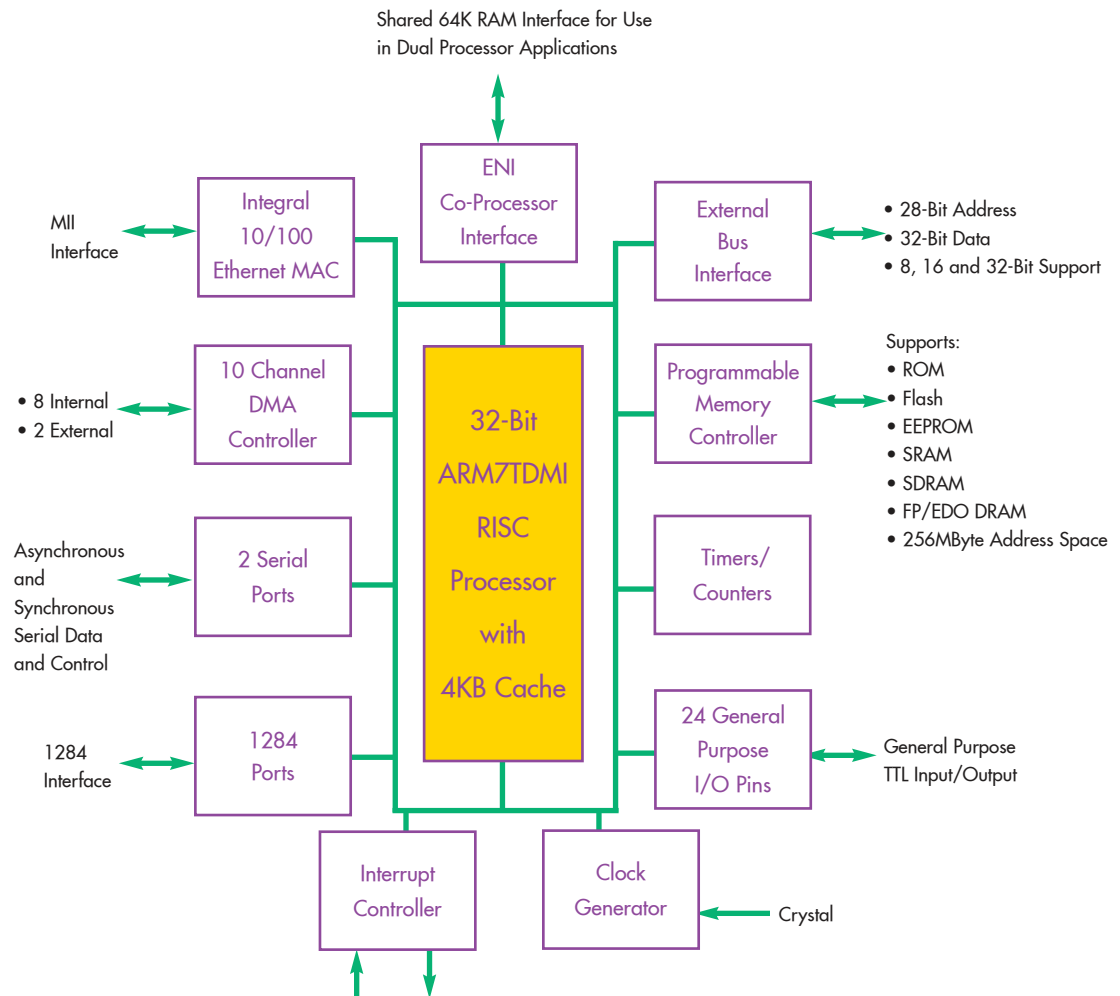 Shared 64K RAM Interface for Use
in Dual Processor Applications
ENI
Co-Processor
Interface
Integral
10/100
Ethernet MAC
MII
Interface
External
Bus
Interface
• 28-Bit Address
• 32-Bit Data
• 8, 16 and 32-Bit Support
10 Channel
DMA
Controller
• 8 Internal
• 2 External
32-Bit
ARM7TDMI
RISC
Processor
with
4KB Cache
Programmable
Memory
Controller
Supports:
• ROM
• Flash
• EEPROM
• SRAM
• SDRAM
• FP/EDO DRAM
• 256MByte Address Space
Asynchronous
and
Synchronous
Serial Data
and Control
2 Serial
Ports
Timers/
Counters
1284
Interface
1284
Ports
24 General
Purpose
I/O Pins
General Purpose
TTL Input/Output
Interrupt
Controller
Clock
Generator
Crystal